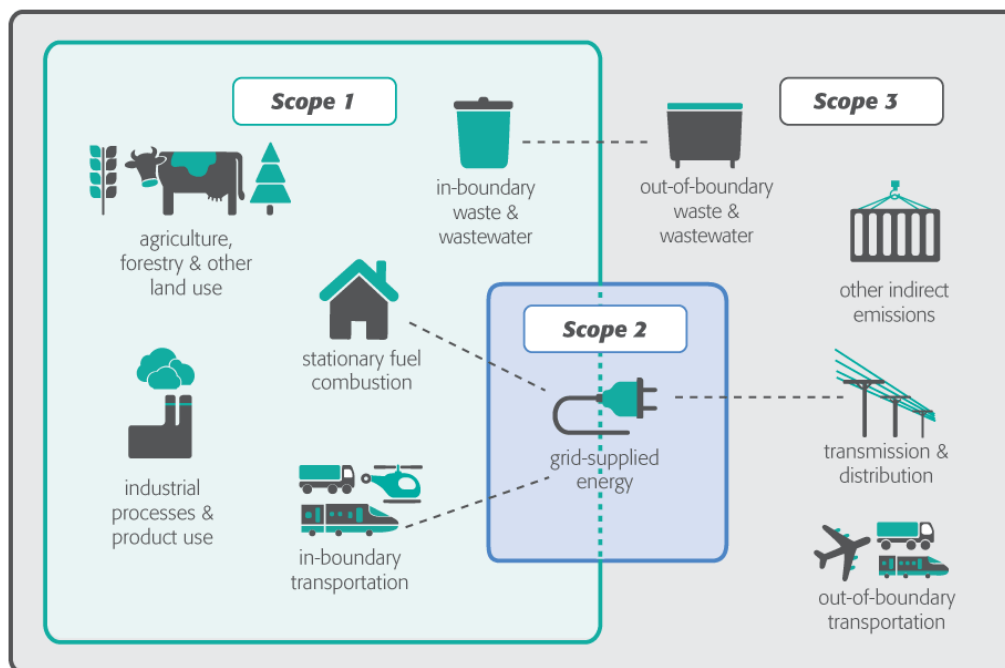 Scope 1
Scope 3
in-boundary
waste &
wastewater
out-of-boundary
waste &
wastewater
agriculture,
forestry & other
land use
other indirect
emissions
Scope 2
stationary fuel
combustion
grid-supplied
energy
transmission &
distribution
industrial
processes &
product use
in-boundary
transportation
out-of-boundary
transportation